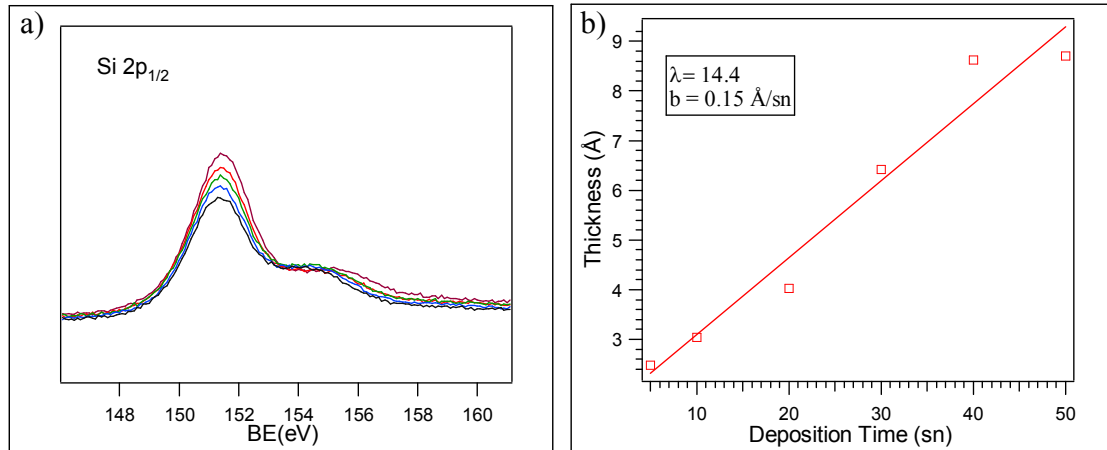 a)
Si 2p1/2
148
150
152
154
156
158
160
BE(eV)
b)
λ= 14.4
b = 0.15 Å/sn
9
8
7
6
5
4
3
Thickness (Å)
10
20
30
40
50
Deposition Time (sn)